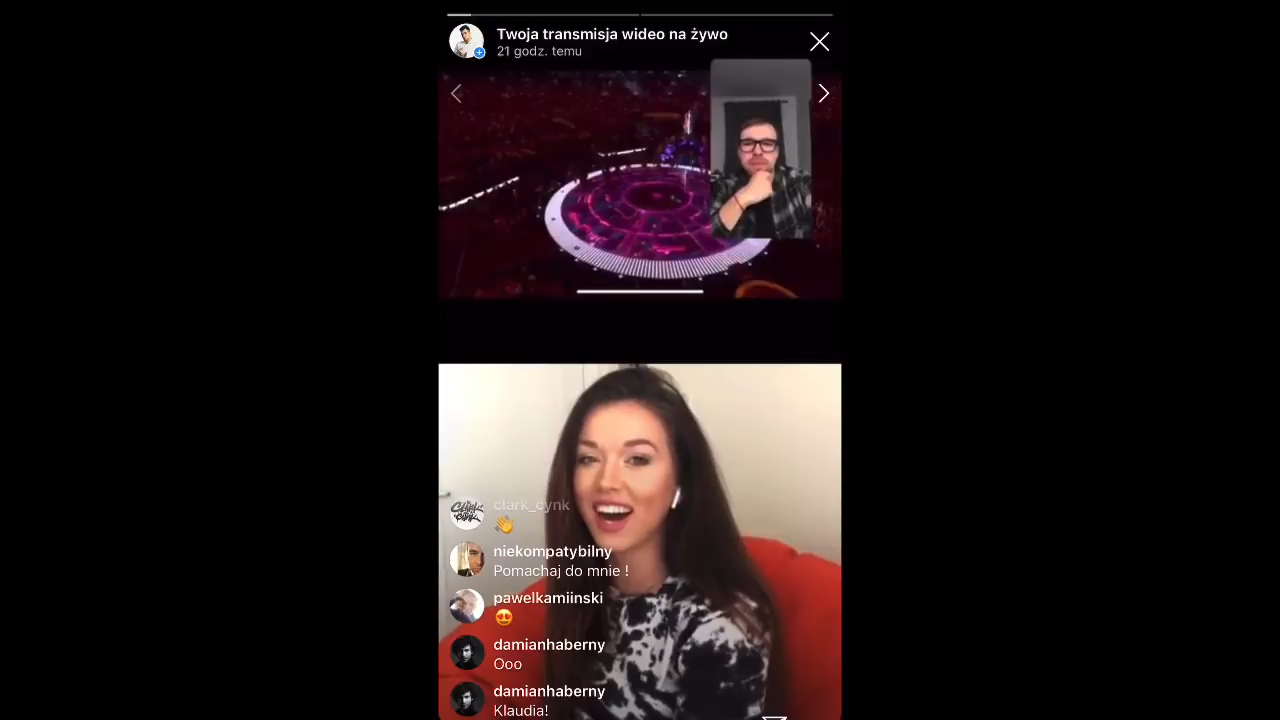 Twoja transmisja wideo na żywo
21 godz. temu
clark_cynk
👋
niekompatybilny
Pomachaj do mnie !
pawelkamiinski
😍
damianhaberny
Ooo
damianhaberny
Klaudia!